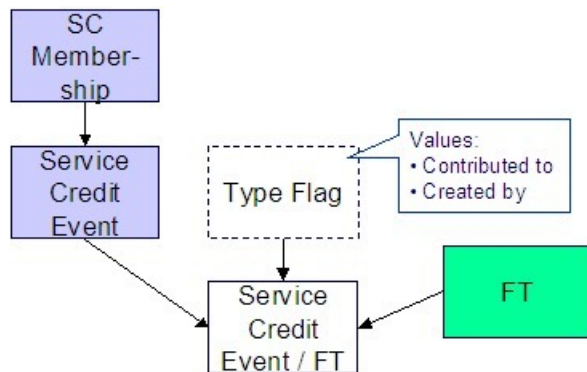 SC
Member-
ship
Service
Credit
Event
Type Flag
Values:
• Contributed to
• Created by
Service
Credit
Event / FT
FT